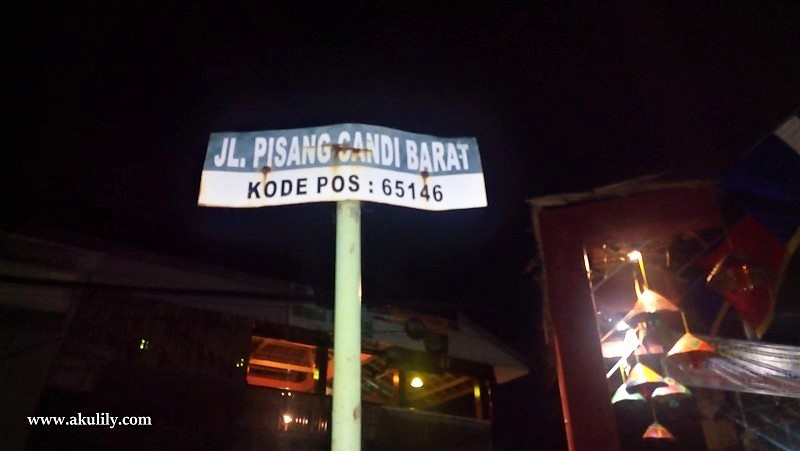 JL. PISANG CANDI BARAT
KODE POS : 65146
www.akulily.com